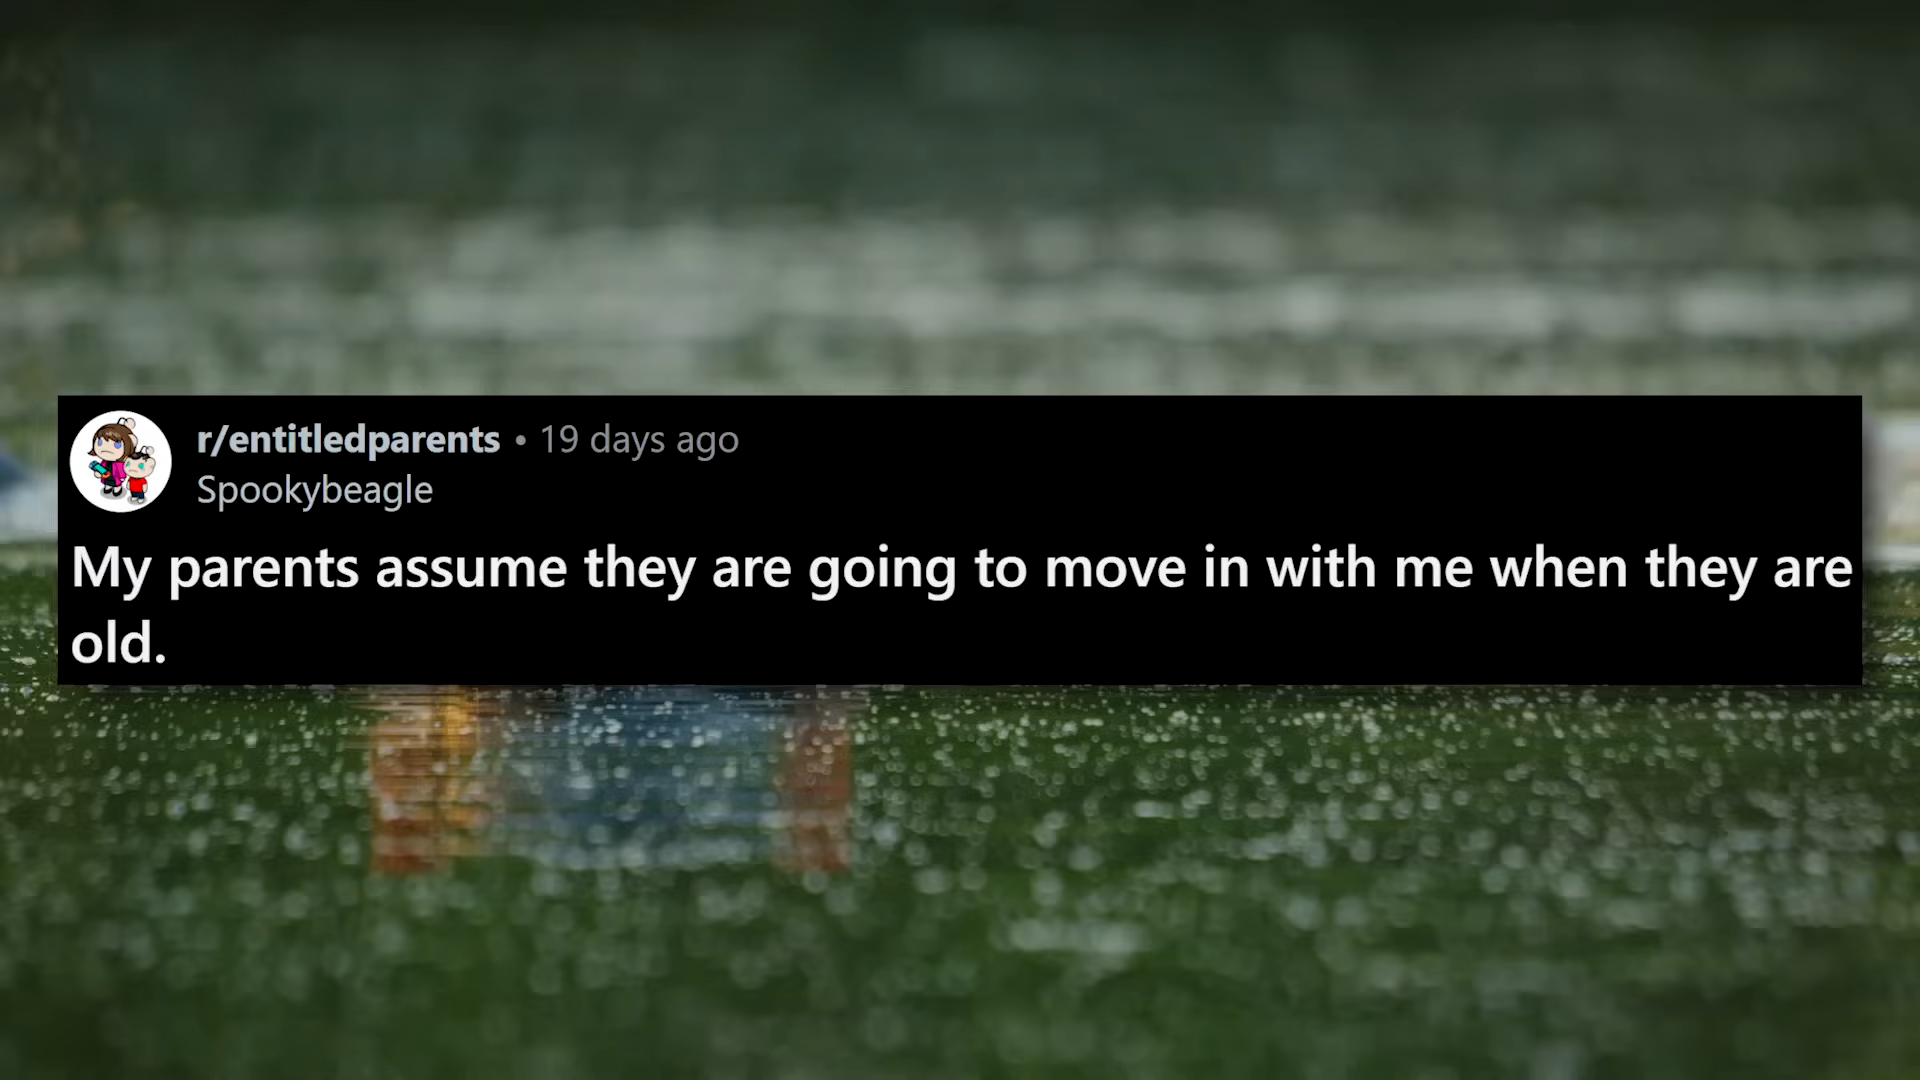 r/entitledparents • 19 days ago
Spookybeagle
My parents assume they are going to move in with me when they are
old.